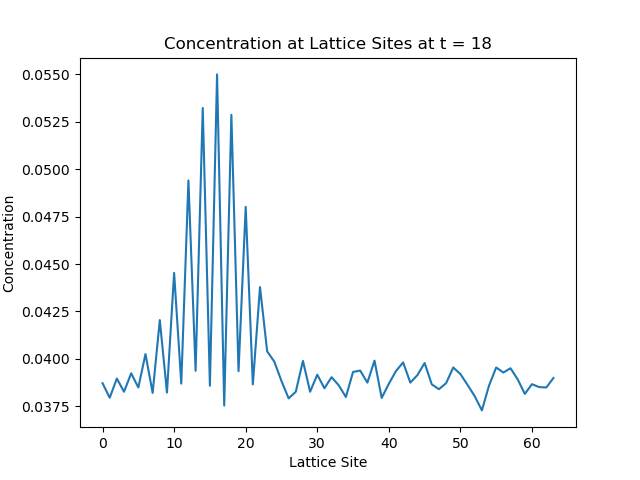 Concentration at Lattice Sites at t = 18
0.0550
0.0525
0.0500
0.0475
0.0450
0.0425
0.0400
0.0375
Concentration
0 10 20 30 40 50 60
Lattice Site